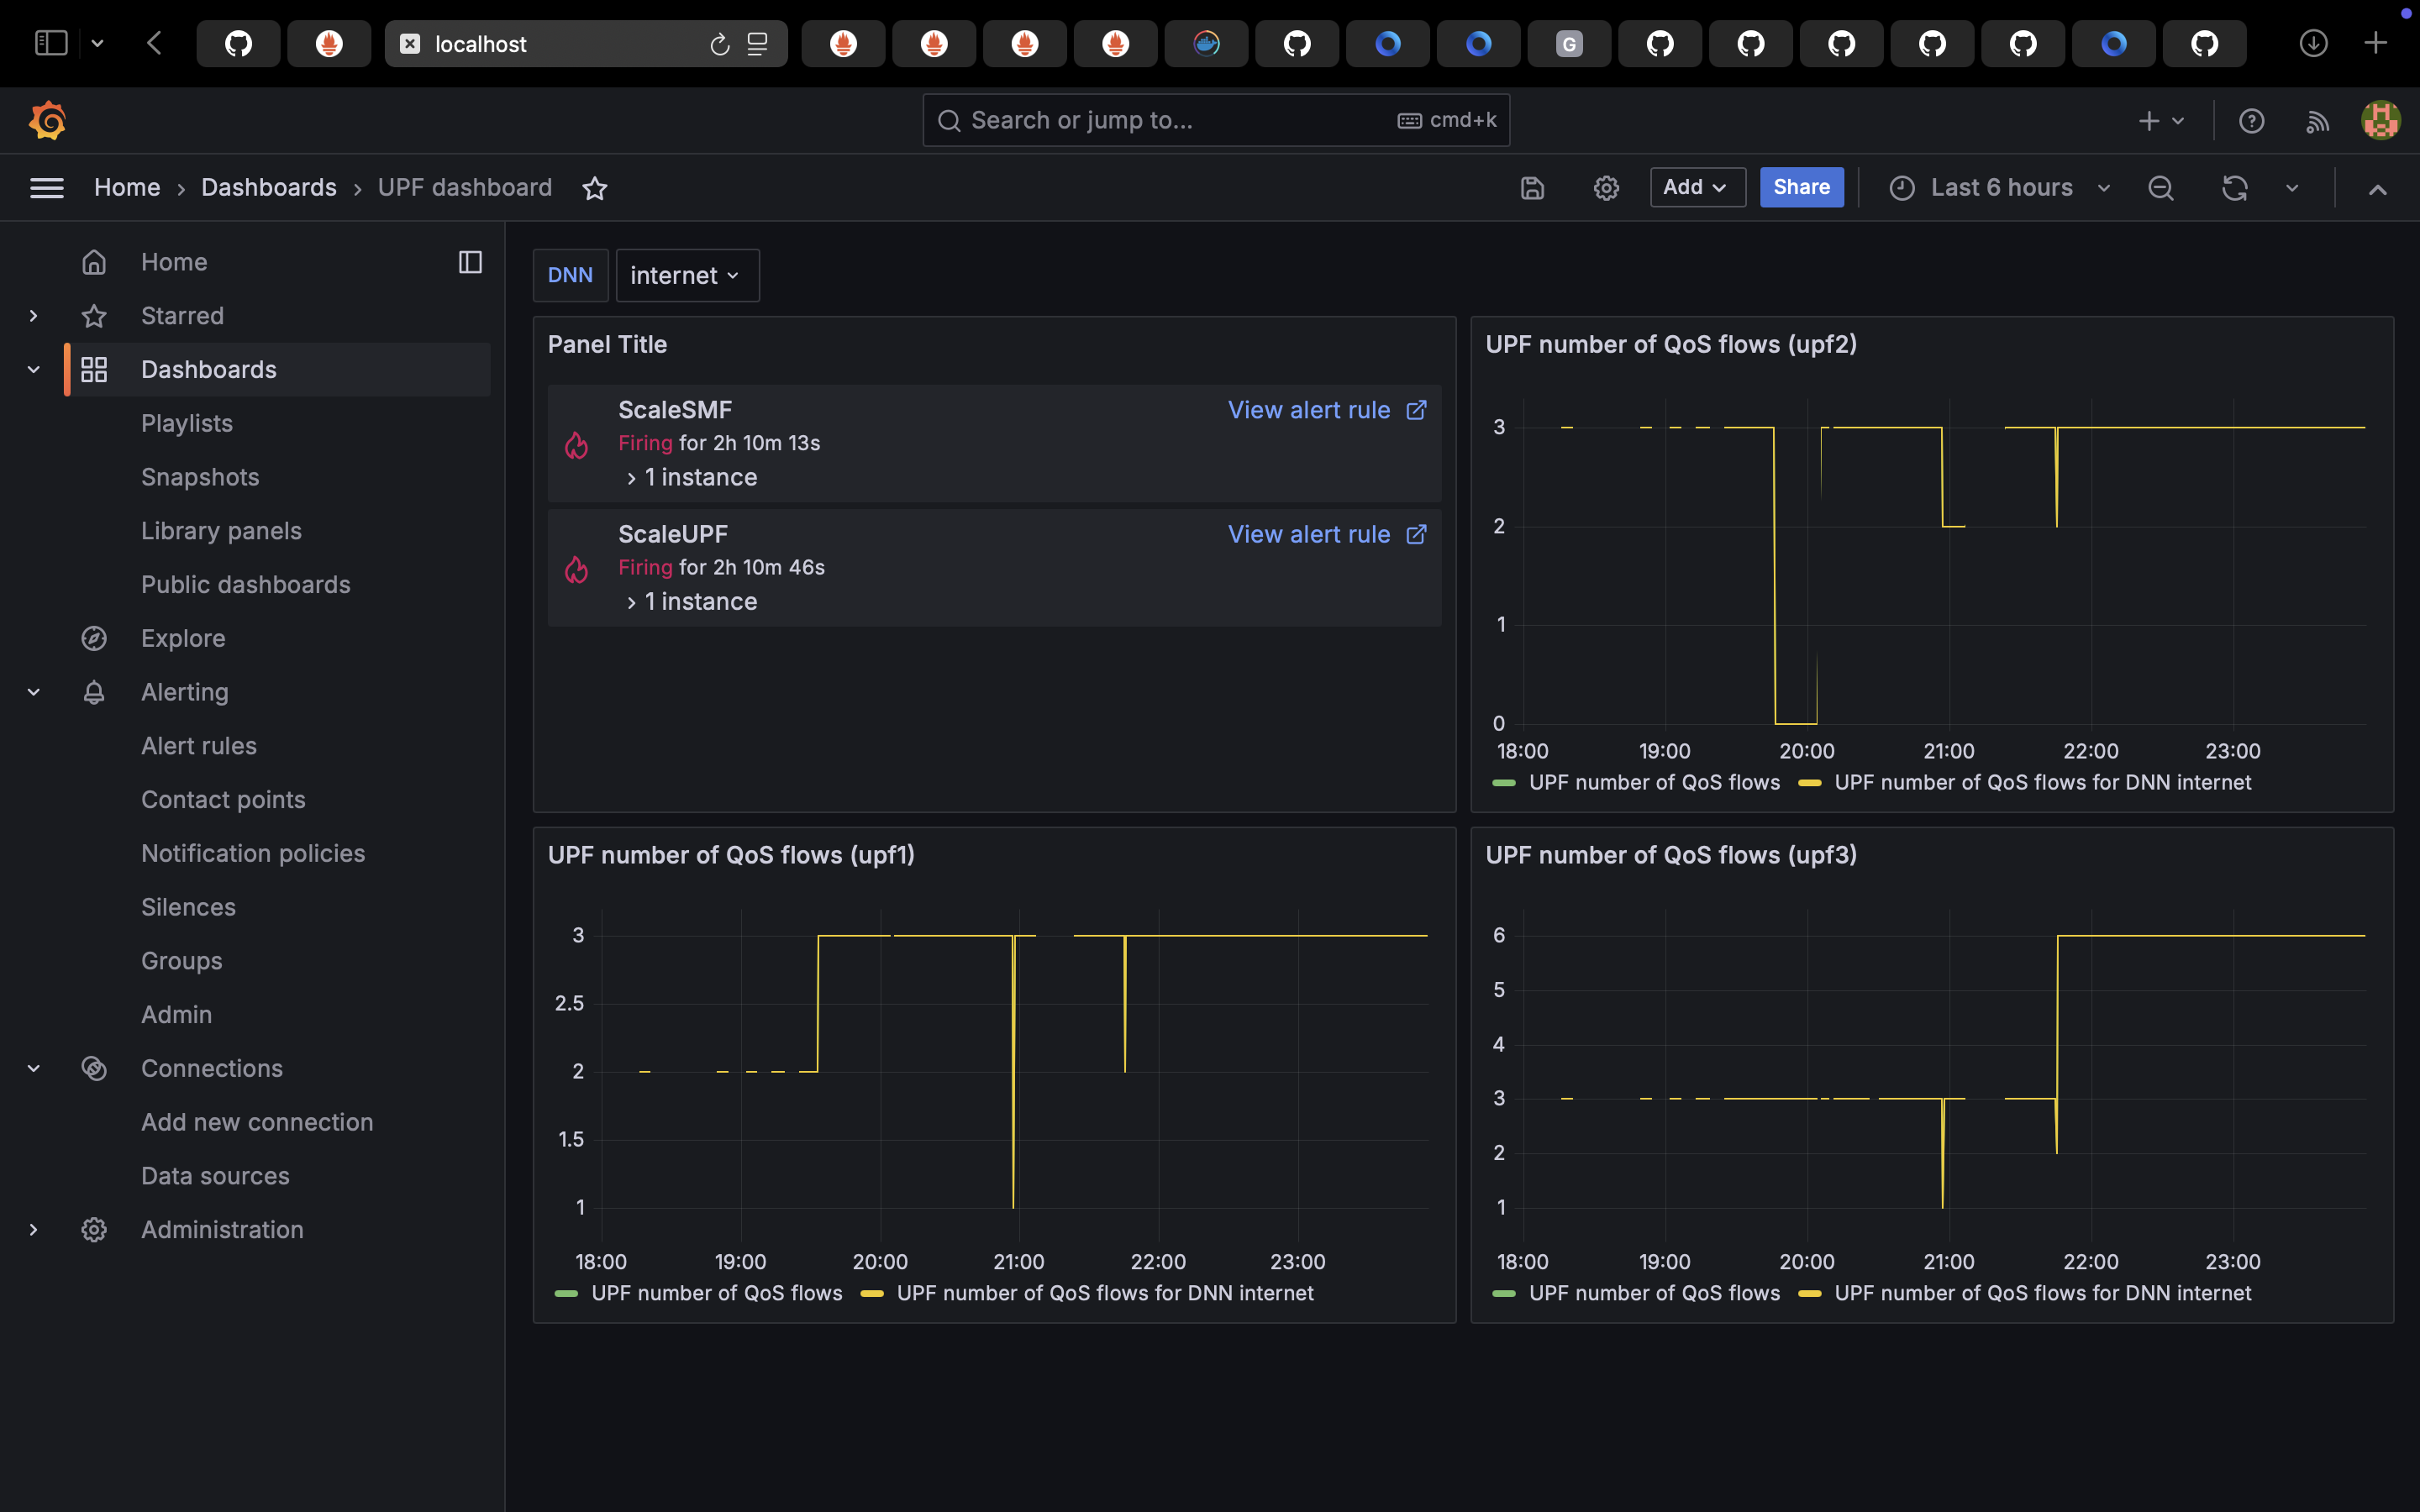 localhost
G
Search or jump to...
cmd+k
Home › Dashboards › UPF dashboard
Add
Share
Last 6 hours
Home
Starred
Dashboards
Playlists
Snapshots
Library panels
Public dashboards
Explore
Alerting
Alert rules
Contact points
Notification policies
Silences
Groups
Admin
Connections
Add new connection
Data sources
Administration
DNN
internet
Panel Title
ScaleSMF
View alert rule
Firing for 2h 10m 13s
1 instance
ScaleUPF
View alert rule
Firing for 2h 10m 46s
1 instance
UPF number of QoS flows (upf2)
3
2
1
0
18:00 19:00 20:00 21:00 22:00 23:00
UPF number of QoS flows UPF number of QoS flows for DNN internet
UPF number of QoS flows (upf1)
3
2.5
2
1.5
1
18:00 19:00 20:00 21:00 22:00 23:00
UPF number of QoS flows UPF number of QoS flows for DNN internet
UPF number of QoS flows (upf3)
6
5
4
3
2
1
18:00 19:00 20:00 21:00 22:00 23:00
UPF number of QoS flows UPF number of QoS flows for DNN internet